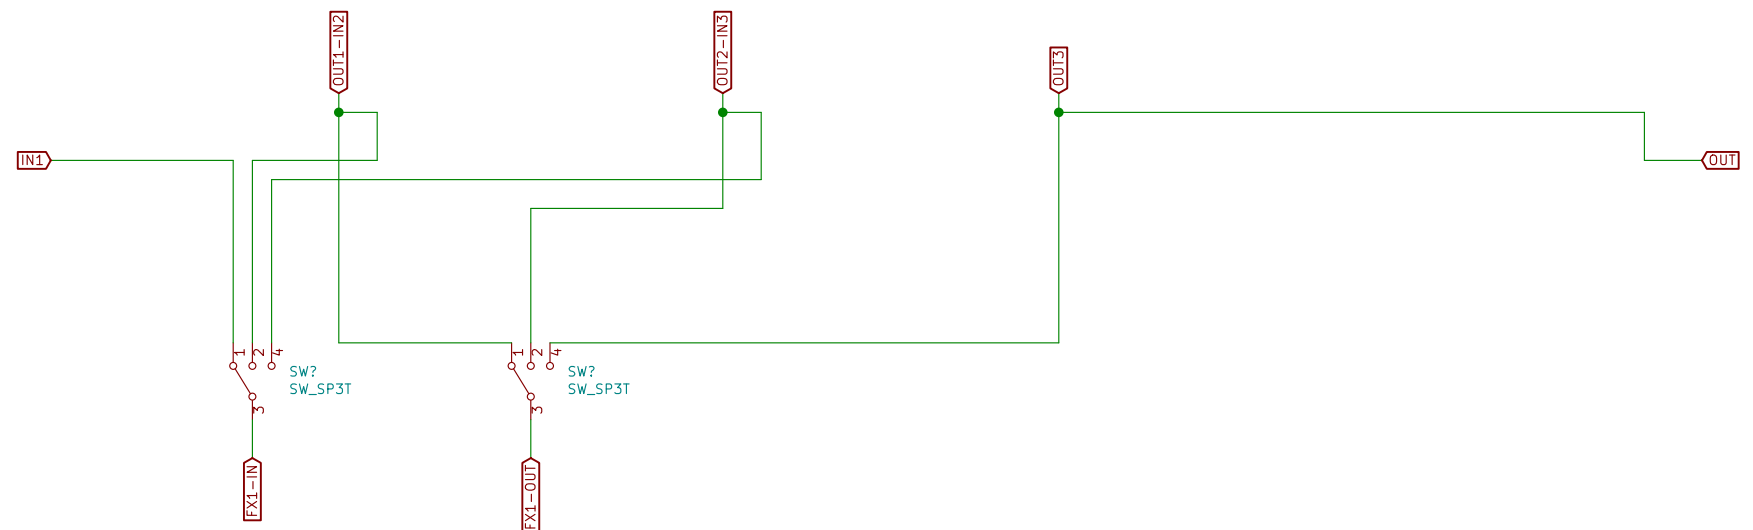 OUT1-IN2
OUT2-IN3
OUT3
IN1
OUT
1
2
4
SW?
SW_SP3T
3
1
2
4
SW?
SW_SP3T
3
FX1-IN
FX1-OUT